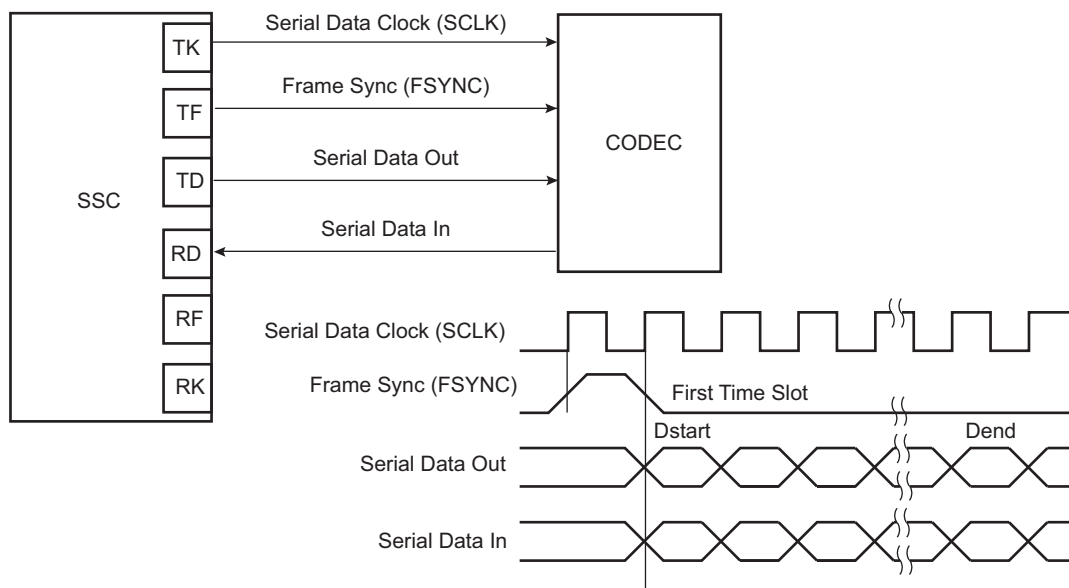 Serial Data Clock (SCLK)
TK
Frame Sync (FSYNC)
TF
CODEC
Serial Data Out
TD
SSC
Serial Data In
RD
RF
Serial Data Clock (SCLK)
RK
Frame Sync (FSYNC)
First Time Slot
Dstart
Dend
Serial Data Out
Serial Data In